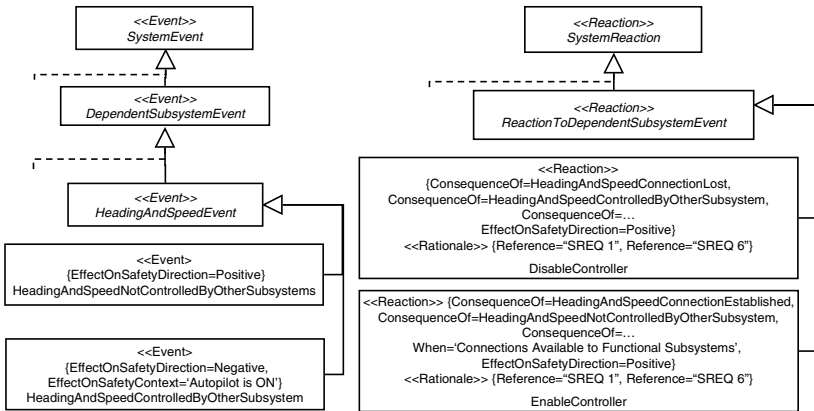 <<Event>>
SystemEvent
<<Event>>
DependentSubsystemEvent
<<Event>>
HeadingAndSpeedEvent
<<Event>
{EffectOnSafetyDirection=Positive}
HeadingAndSpeedNotControlledByOtherSubsystems
<<Event>>
{EffectOnSafetyDirection=Negative,
EffectOnSafetyContext=‘Autopilot is ON’}
HeadingAndSpeedControlledByOtherSubsystem
<<Reaction>>
SystemReaction
<<Reaction>>
ReactionToDependentSubsystemEvent
<<Reaction>>
{ConsequenceOf=HeadingAndSpeedConnectionLost,
ConsequenceOf=HeadingAndSpeedControlledByOtherSubsystem,
ConsequenceOf=...
EffectOnSafetyDirection=Positive}
<<Rationale>> {Reference=“SREQ 1”, Reference=“SREQ 6”}
DisableController
<<Reaction>> {ConsequenceOf=HeadingAndSpeedConnectionEstablished,
ConsequenceOf=HeadingAndSpeedNotControlledByOtherSubsystem,
ConsequenceOf=...
When=‘Connections Available to Functional Subsystems’,
EffectOnSafetyDirection=Positive}
<<Rationale>> {Reference=“SREQ 1”, Reference=“SREQ 6”}
EnableController